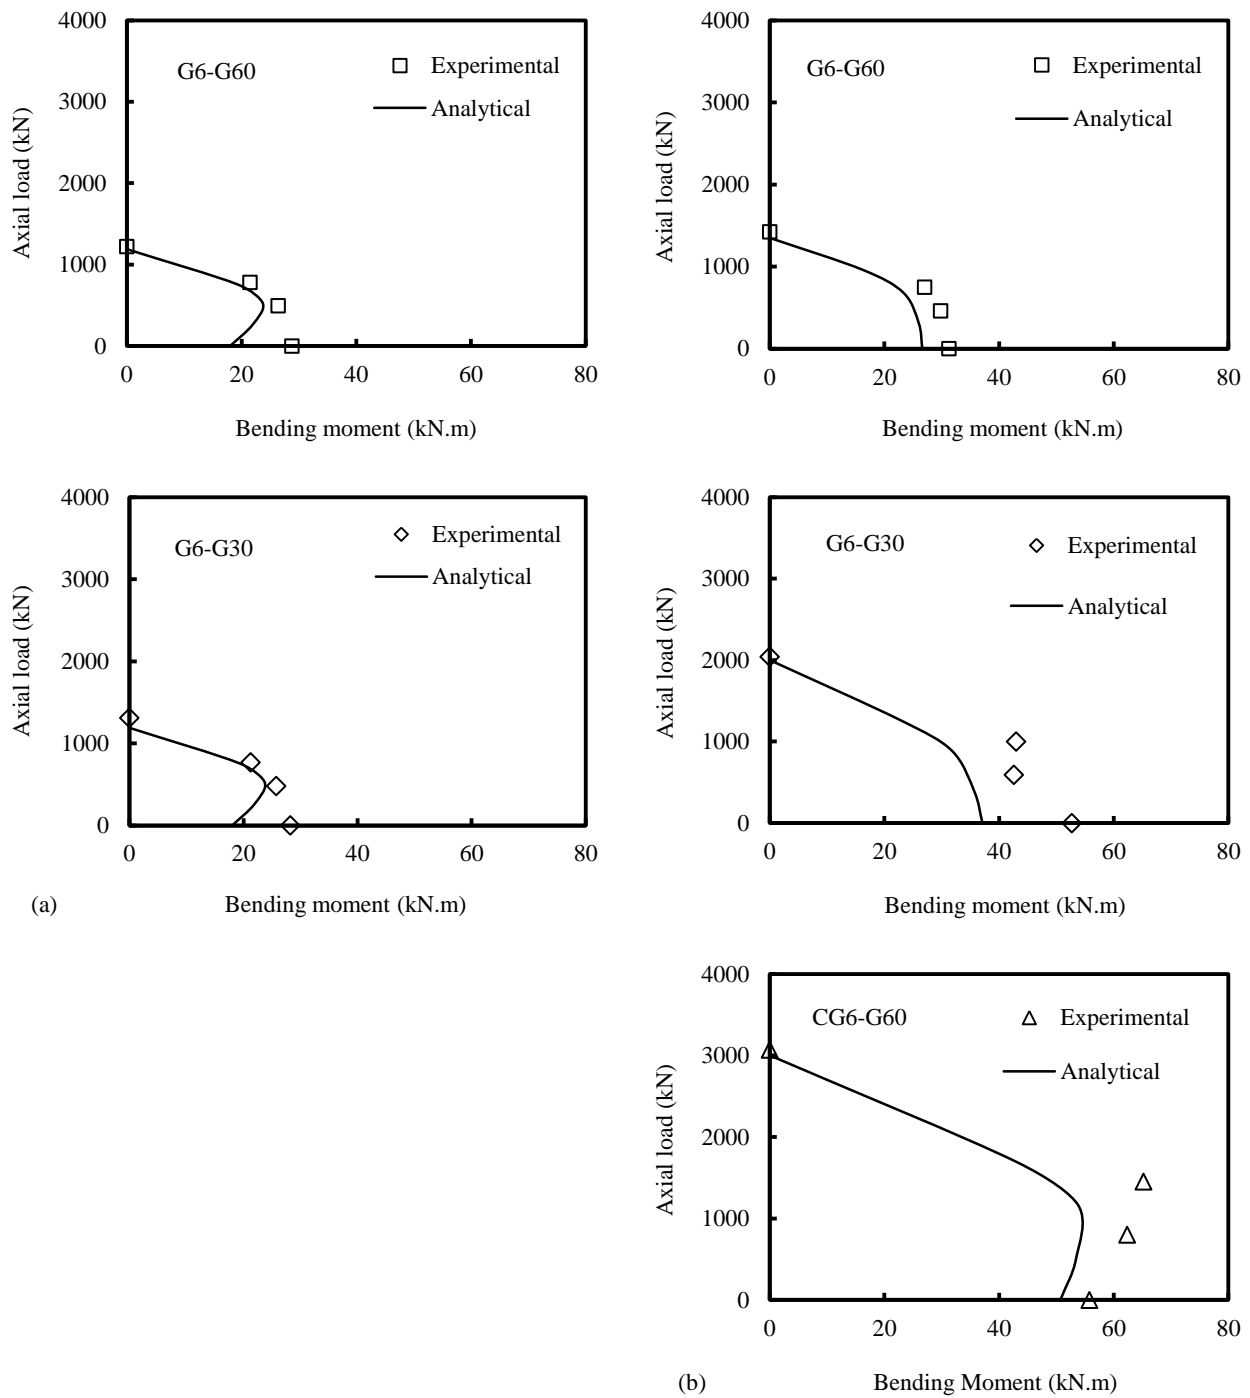 4000
3000
2000
1000
0
Axial load (kN)
G6-G60
Experimental
Analytical
0 20 40 60 80
Bending moment (kN.m)
4000
3000
2000
1000
0
Axial load (kN)
G6-G60
Experimental
Analytical
0 20 40 60 80
Bending moment (kN.m)
4000
3000
2000
1000
0
Axial load (kN)
G6-G30
Experimental
Analytical
0 20 40 60 80
(a) Bending moment (kN.m)
4000
3000
2000
1000
0
Axial load (kN)
G6-G30
Experimental
Analytical
0 20 40 60 80
Bending moment (kN.m)
4000
3000
2000
1000
0
Axial load (kN)
CG6-G60
Experimental
Analytical
0 20 40 60 80
(b) Bending Moment (kN.m)